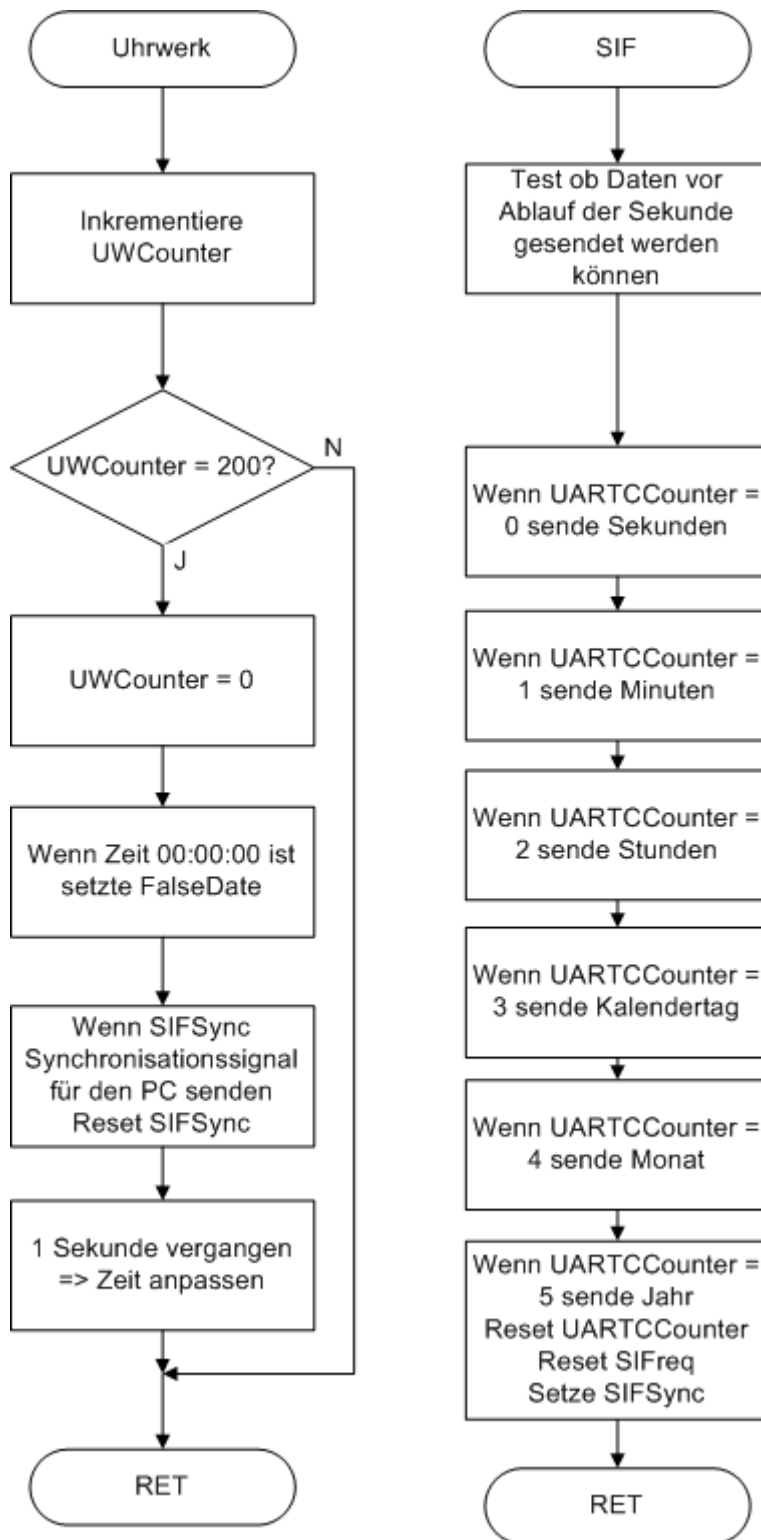 Uhrwerk
Inkrementiere
UWCounter
UWCounter = 200?
N
J
UWCounter = 0
Wenn Zeit 00:00:00 ist
setzte FalseDate
Wenn SIFSync
Synchronisationssignal
für den PC senden
Reset SIFSync
1 Sekunde vergangen
=> Zeit anpassen
RET
SIF
Test ob Daten vor
Ablauf der Sekunde
gesendet werden
können
Wenn UARTCCounter =
0 sende Sekunden
Wenn UARTCCounter =
1 sende Minuten
Wenn UARTCCounter =
2 sende Stunden
Wenn UARTCCounter =
3 sende Kalendertag
Wenn UARTCCounter =
4 sende Monat
Wenn UARTCCounter =
5 sende Jahr
Reset UARTCCounter
Reset SIFreq
Setze SIFSync
RET